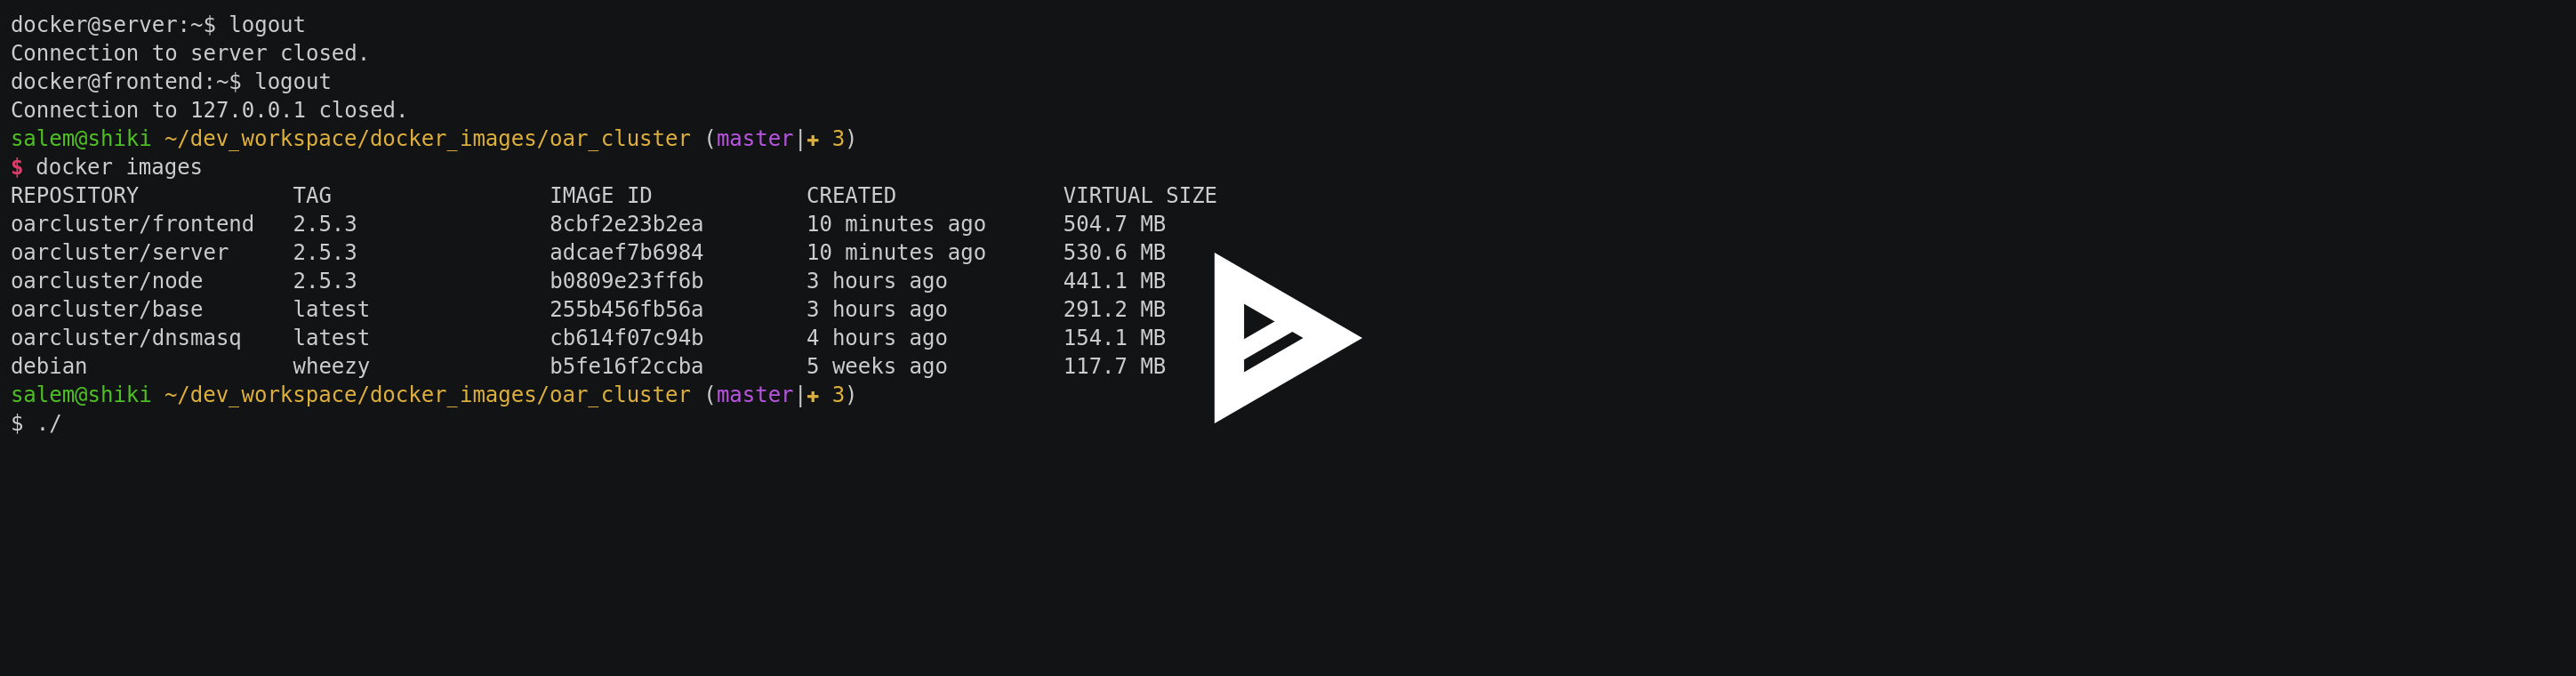 docker@server:~$ logout
Connection to server closed.
docker@frontend:~$ logout
Connection to 127.0.0.1 closed.
salem@shiki ~/dev_workspace/docker_images/oar_cluster (master|✚ 3)
$ docker images
REPOSITORY            TAG                 IMAGE ID            CREATED             VIRTUAL SIZE
oarcluster/frontend   2.5.3               8cbf2e23b2ea        10 minutes ago      504.7 MB
oarcluster/server     2.5.3               adcaef7b6984        10 minutes ago      530.6 MB
oarcluster/node       2.5.3               b0809e23ff6b        3 hours ago         441.1 MB
oarcluster/base       latest              255b456fb56a        3 hours ago         291.2 MB
oarcluster/dnsmasq    latest              cb614f07c94b        4 hours ago         154.1 MB
debian                wheezy              b5fe16f2ccba        5 weeks ago         117.7 MB
salem@shiki ~/dev_workspace/docker_images/oar_cluster (master|✚ 3)
$ ./